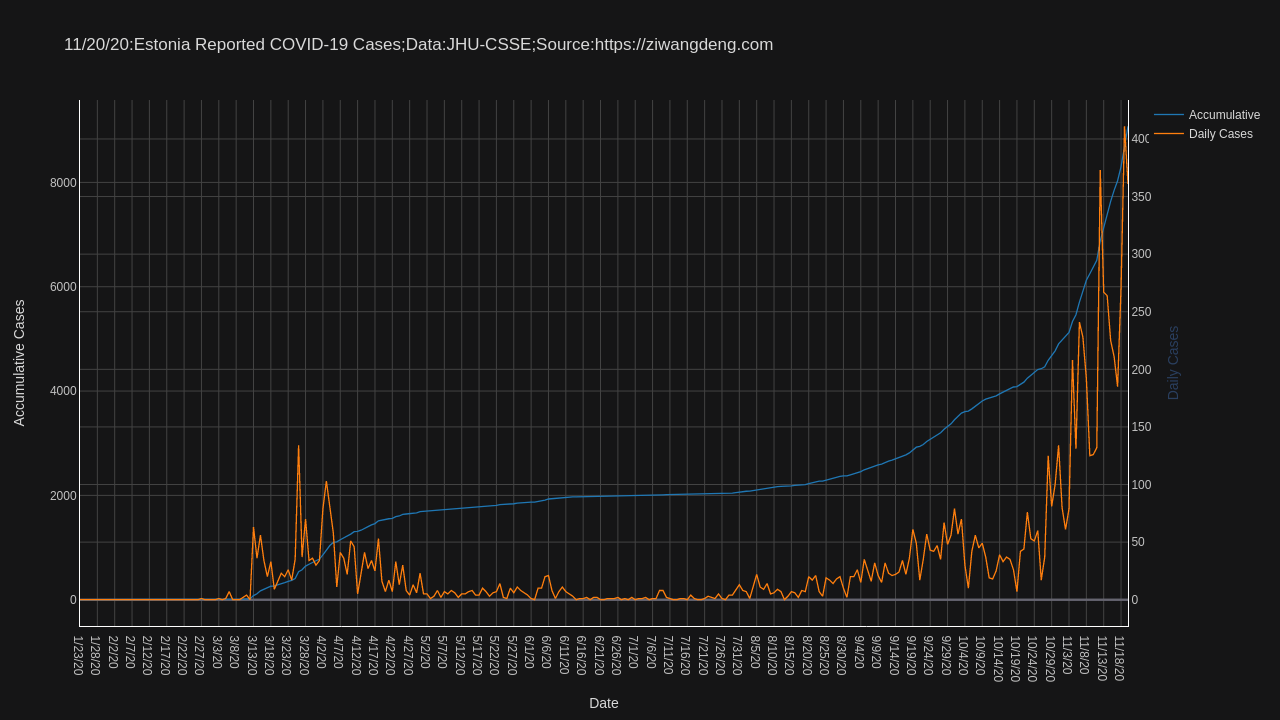 11/20/20:Estonia Reported COVID-19 Cases;Data:JHU-CSSE;Source:https://ziwangdeng.com
Accumulative
Daily Cases
400
8000
350
300
6000
250
200
4000
150
100
2000
50
0
0
Accumulative Cases
Daily Cases
1/23/20 1/28/20 2/2/20 2/7/20 2/12/20 2/17/20 2/22/20 2/27/20 3/3/20 3/8/20 3/13/20 3/18/20 3/23/20 3/28/20 4/2/20 4/7/20 4/12/20 4/17/20 4/22/20 4/27/20 5/2/20 5/7/20 5/12/20 5/17/20 5/22/20 5/27/20 6/1/20 6/6/20 6/11/20 6/16/20 6/21/20 6/26/20 7/1/20 7/6/20 7/11/20 7/16/20 7/21/20 7/26/20 7/31/20 8/5/20 8/10/20 8/15/20 8/20/20 8/25/20 8/30/20 9/4/20 9/9/20 9/14/20 9/19/20 9/24/20 9/29/20 10/4/20 10/9/20 10/14/20 10/19/20 10/24/20 10/29/20 11/3/20 11/8/20 11/13/20 11/18/20
Date